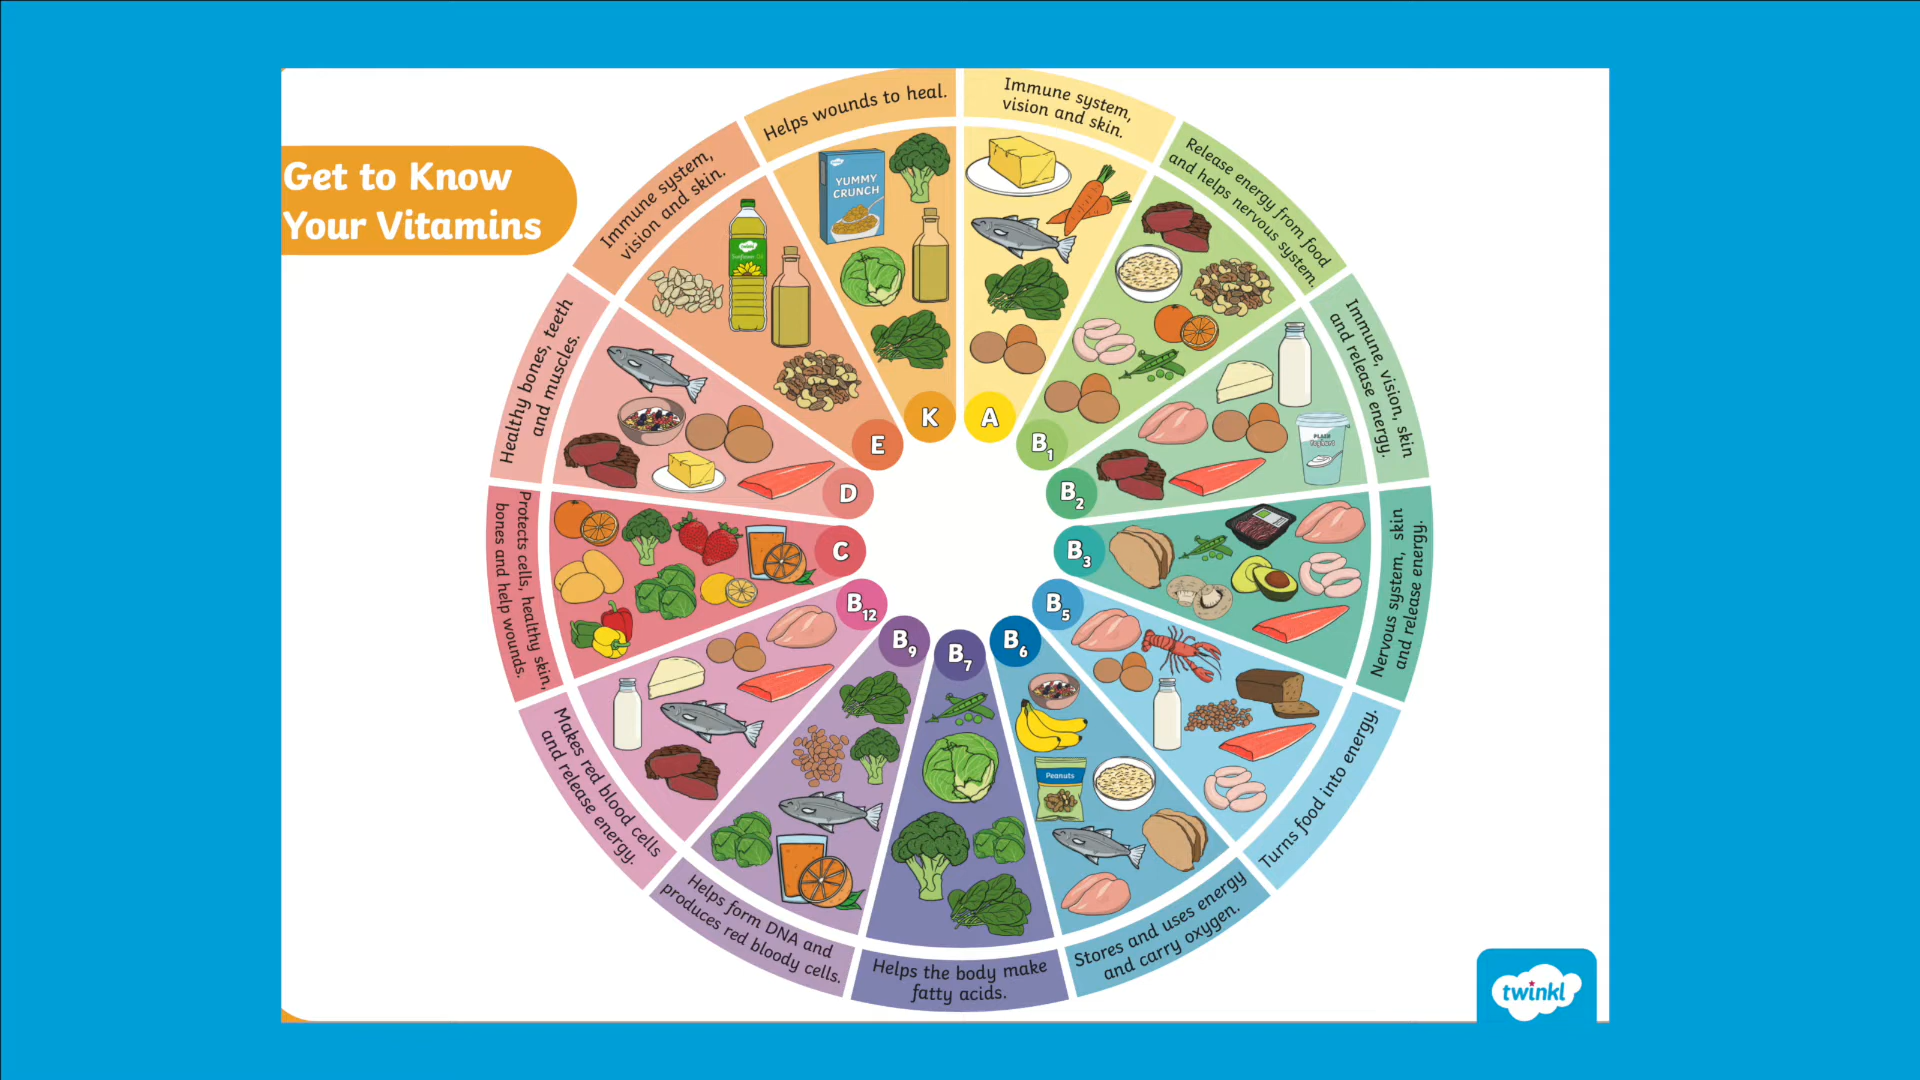 Get to Know
Your Vitamins
Helps wounds to heal.
Immune system,
vision and skin.
Release energy from food
and helps nervous system.
Immune, vision, skin
and release energy.
Nervous system, skin
and release energy.
Turns food into energy.
Stores and uses energy
and carry oxygen.
Helps the body make
fatty acids.
Helps form DNA and
produces red bloody cells.
Makes red blood cells
and release energy.
Protects cells, healthy skin,
bones and help wounds.
Healthy bones, teeth
and muscles.
Immune system,
vision and skin.
K
A
B1
B2
B3
B5
B6
B7
B9
B12
C
D
E
YUMMY
CRUNCH
twinkl
Sunflower Oil
PLAIN
Yoghurt
Peanuts
twinkl